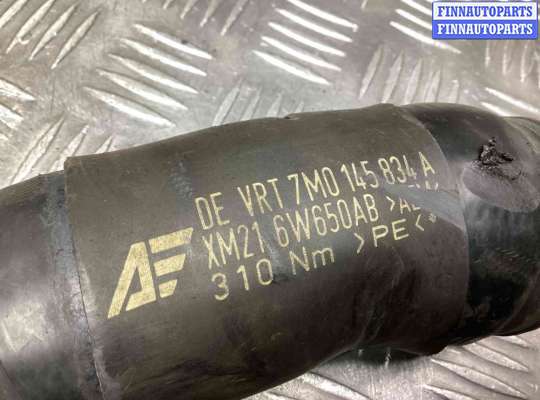 FINNAUTOPARTS
FINNAUTOPARTS
DE VRT 7M0 145 834 A
XM21 6W650AB
310 Nm >PE<*